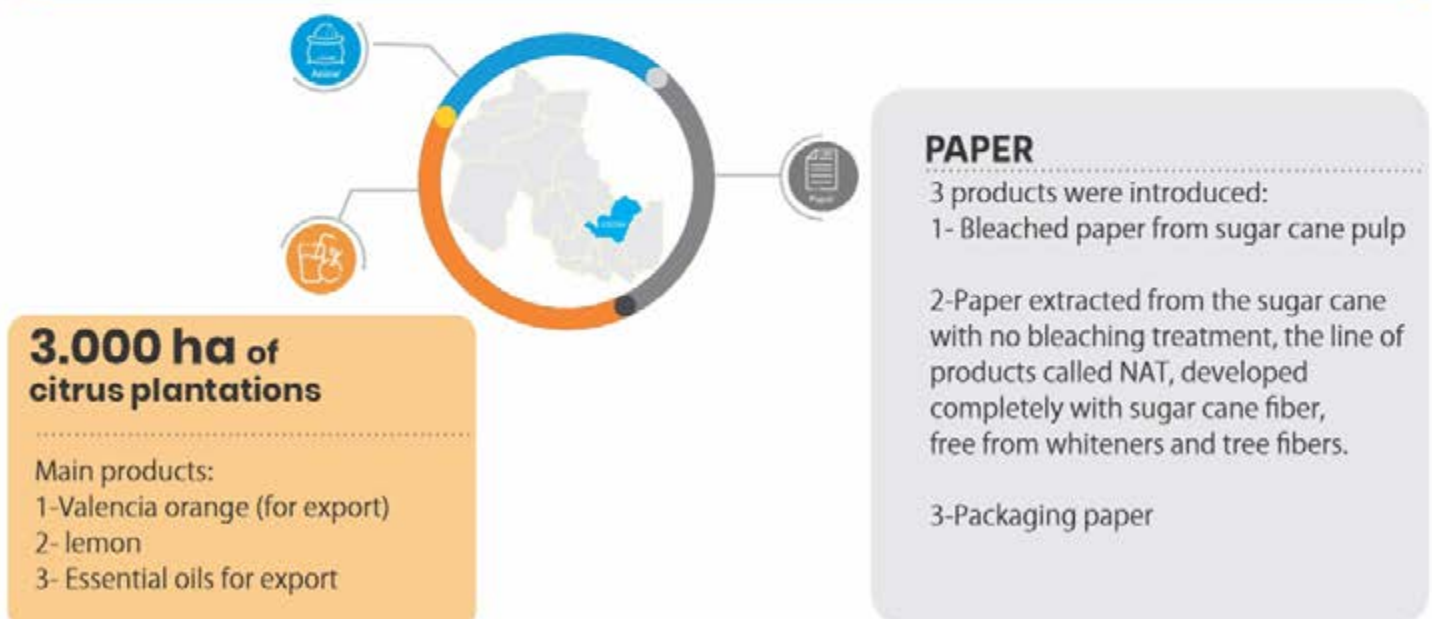 Azúcar
Papel
3.000 ha of
citrus plantations
Main products:
1-Valencia orange (for export)
2- lemon
3- Essential oils for export
PAPER
3 products were introduced:
1- Bleached paper from sugar cane pulp
2-Paper extracted from the sugar cane
with no bleaching treatment, the line of
products called NAT, developed
completely with sugar cane fiber,
free from whiteners and tree fibers.
3-Packaging paper